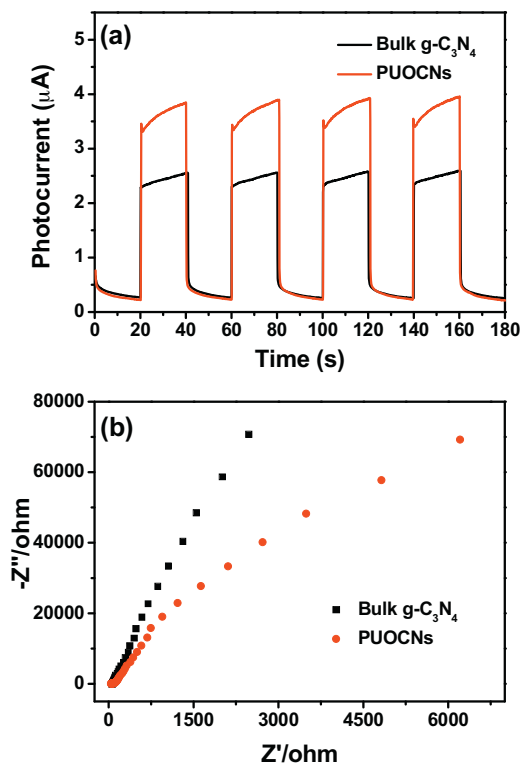 (a)
Bulk g-C₃N₄
PUOCNs
Photocurrent (μA)
5
4
3
2
1
0
0 20 40 60 80 100 120 140 160 180
Time (s)
(b)
80000
60000
40000
20000
0
-Z''/ohm
Bulk g-C₃N₄
PUOCNs
0 1500 3000 4500 6000
Z'/ohm